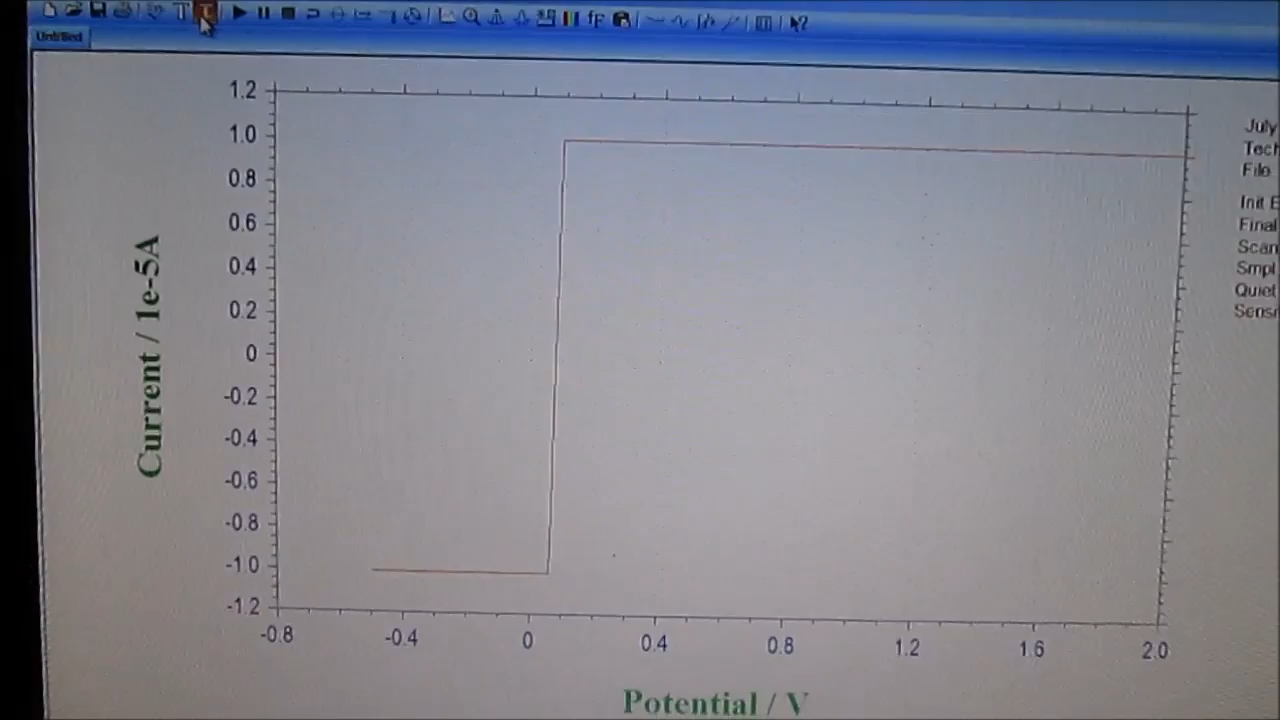 Untitled
1.2
1.0
0.8
0.6
0.4
0.2
0
-0.2
-0.4
-0.6
-0.8
-1.0
-1.2
Current / 1e-5A
-0.8 -0.4 0 0.4 0.8 1.2 1.6 2.0
Potential / V
July
Tech
File
Init E
Final
Scan
Smpl
Quiet
Sensi